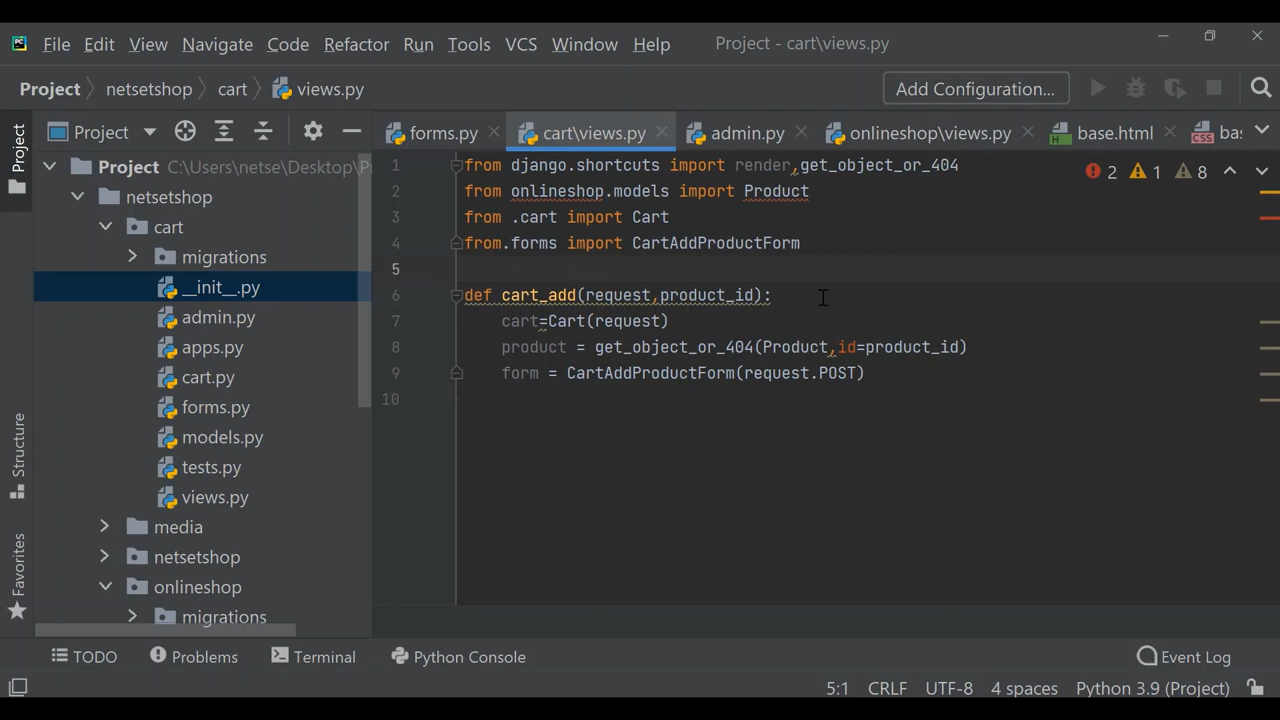 PC File Edit View Navigate Code Refactor Run Tools VCS Window Help Project - cart\views.py
Project netsetshop cart views.py Add Configuration...
Project Project forms.py cart\views.py admin.py onlineshop\views.py base.html CSS bas
Project C:\Users\netse\Desktop\P
netsetshop
cart
migrations
__init__.py
admin.py
apps.py
cart.py
forms.py
models.py
tests.py
views.py
media
netsetshop
onlineshop
migrations
Structure
Favorites
1 from django.shortcuts import render,get_object_or_404 2 1 8
2 from onlineshop.models import Product
3 from .cart import Cart
4 from.forms import CartAddProductForm
5
6 def cart_add(request,product_id):
7 cart=Cart(request)
8 product = get_object_or_404(Product,id=product_id)
9 form = CartAddProductForm(request.POST)
10
TODO Problems Terminal Python Console Event Log
5:1 CRLF UTF-8 4 spaces Python 3.9 (Project)